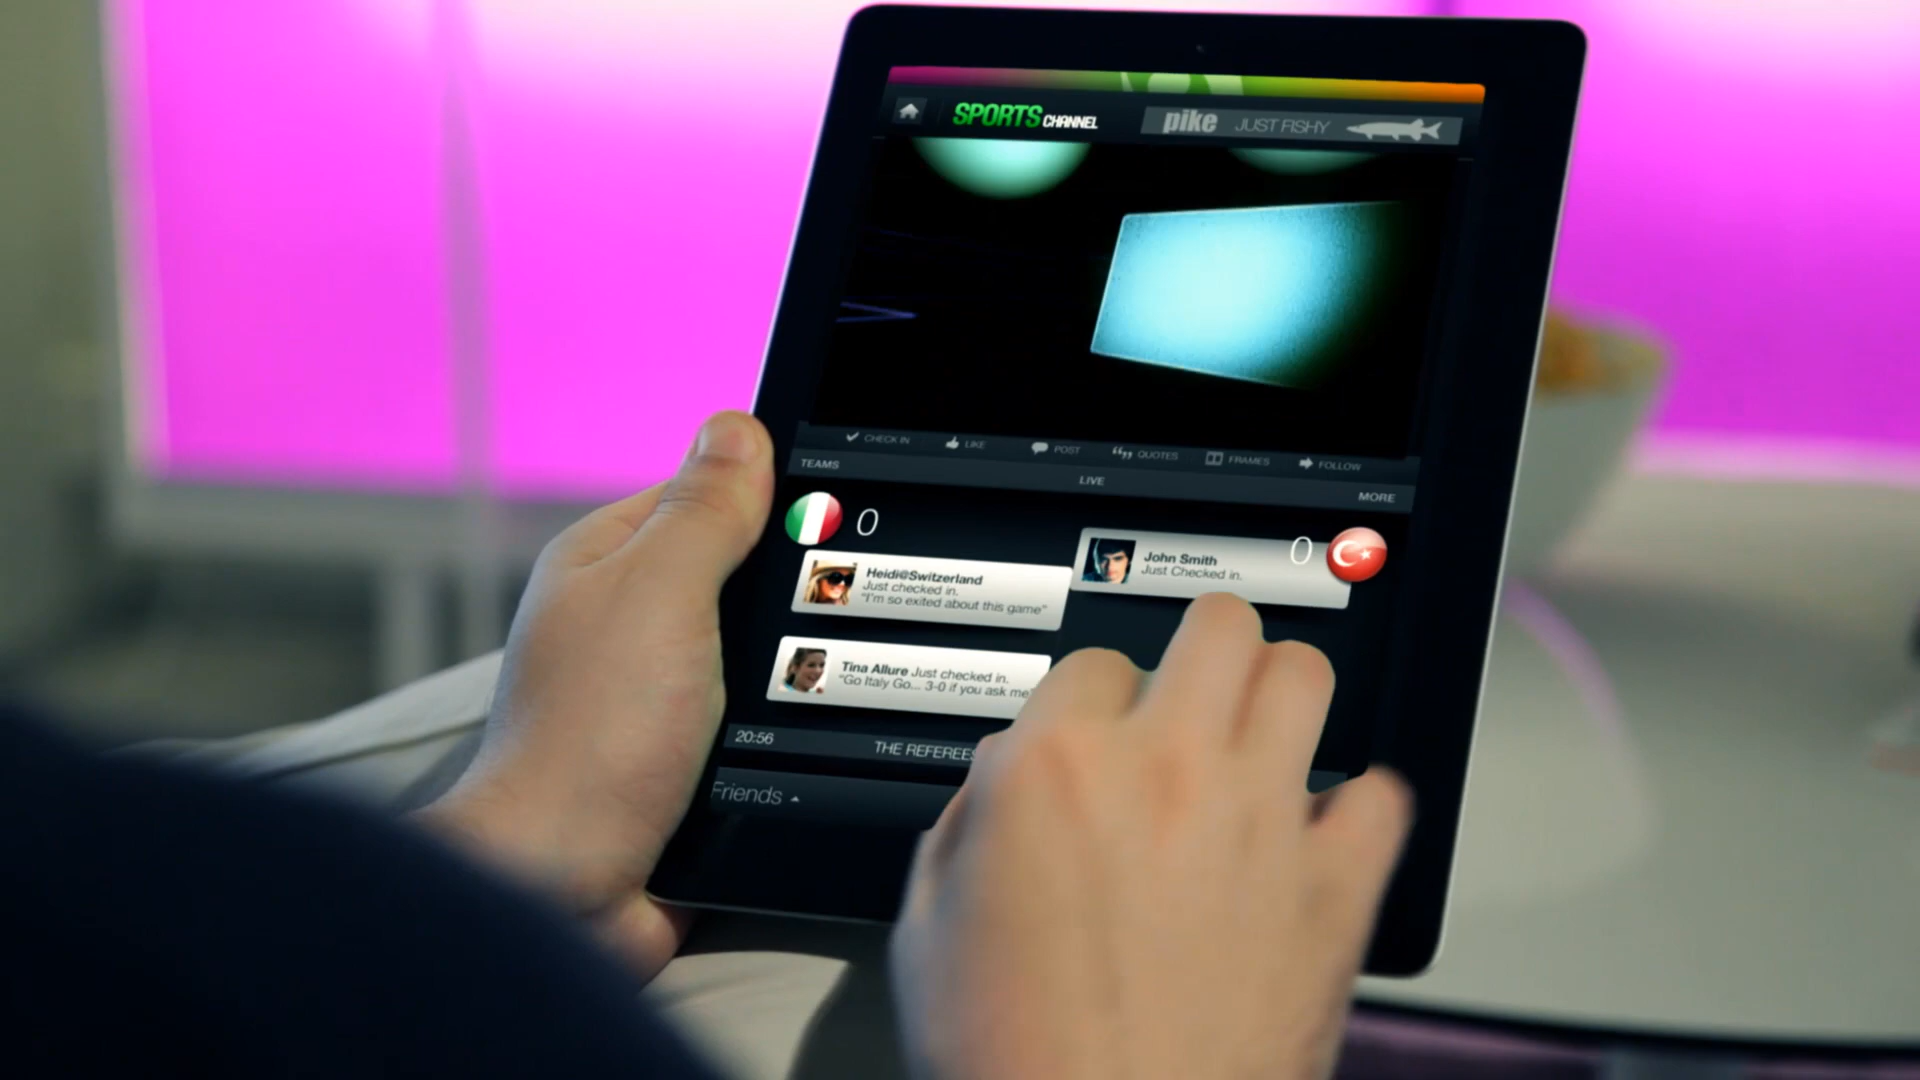 SPORTS CHANNEL
pike JUST FISHY
CHECK IN LIKE POST QUOTES FRAMES FOLLOW
TEAMS LIVE MORE
0
0
John Smith
Just Checked in.
Heidi@Switzerland
Just checked in.
"I'm so exited about this game"
Tina Allure Just checked in.
"Go Italy Go... 3-0 if you ask me"
20:56 THE REFEREES
Friends